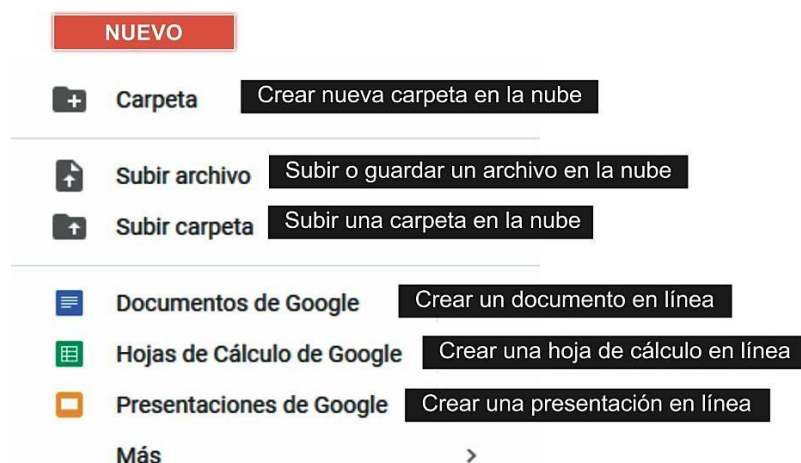 NUEVO
Carpeta Crear nueva carpeta en la nube
Subir archivo Subir o guardar un archivo en la nube
Subir carpeta Subir una carpeta en la nube
Documentos de Google Crear un documento en línea
Hojas de Cálculo de Google Crear una hoja de cálculo en línea
Presentaciones de Google Crear una presentación en línea
Más